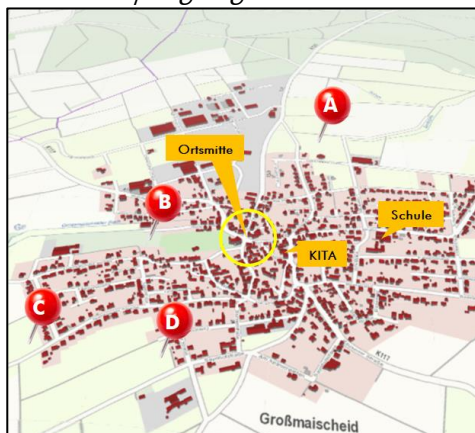 A
Ortsmitte
B
Schule
KITA
C
D
K117
Großmaischeid